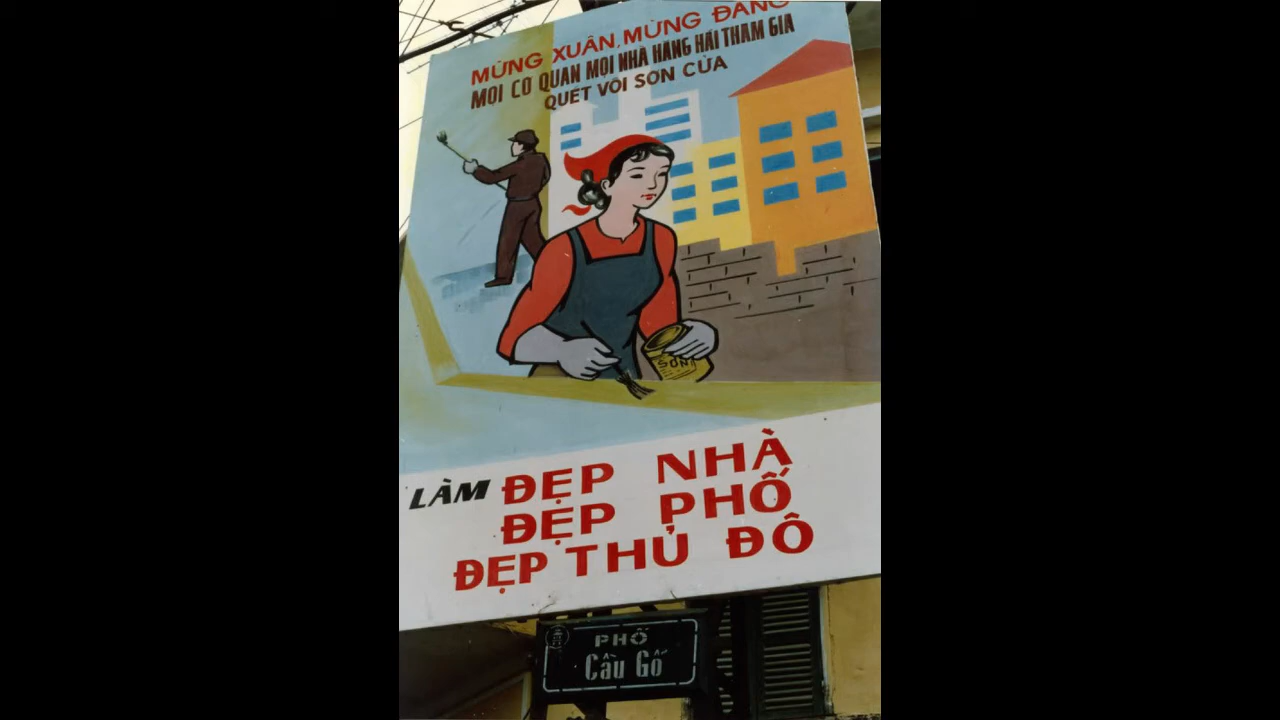 MỪNG XUÂN, MỪNG ĐẢNG
MỌI CƠ QUAN MỌI NHÀ HĂNG HÁI THAM GIA
QUÉT VÔI SƠN CỬA
SƠN
LÀM ĐẸP NHÀ
ĐẸP PHỐ
ĐẸP THỦ ĐÔ
PHỐ
Cầu Gỗ